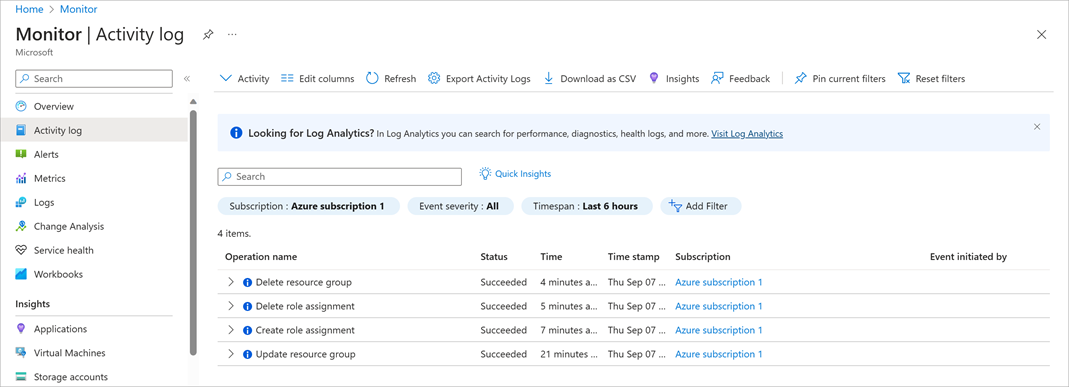 Home > Monitor
Monitor | Activity log ...
Microsoft
Search «
Activity Edit columns Refresh Export Activity Logs Download as CSV Insights Feedback Pin current filters Reset filters
Overview
Activity log
Alerts
Metrics
Logs
Change Analysis
Service health
Workbooks
Insights
Applications
Virtual Machines
Storage accounts
Looking for Log Analytics? In Log Analytics you can search for performance, diagnostics, health logs, and more. Visit Log Analytics
Search Quick Insights
Subscription : Azure subscription 1 Event severity : All Timespan : Last 6 hours Add Filter
4 items.
Operation name Status Time Time stamp Subscription Event initiated by
Delete resource group Succeeded 4 minutes a... Thu Sep 07 ... Azure subscription 1
Delete role assignment Succeeded 5 minutes a... Thu Sep 07 ... Azure subscription 1
Create role assignment Succeeded 7 minutes a... Thu Sep 07 ... Azure subscription 1
Update resource group Succeeded 21 minutes ... Thu Sep 07 ... Azure subscription 1